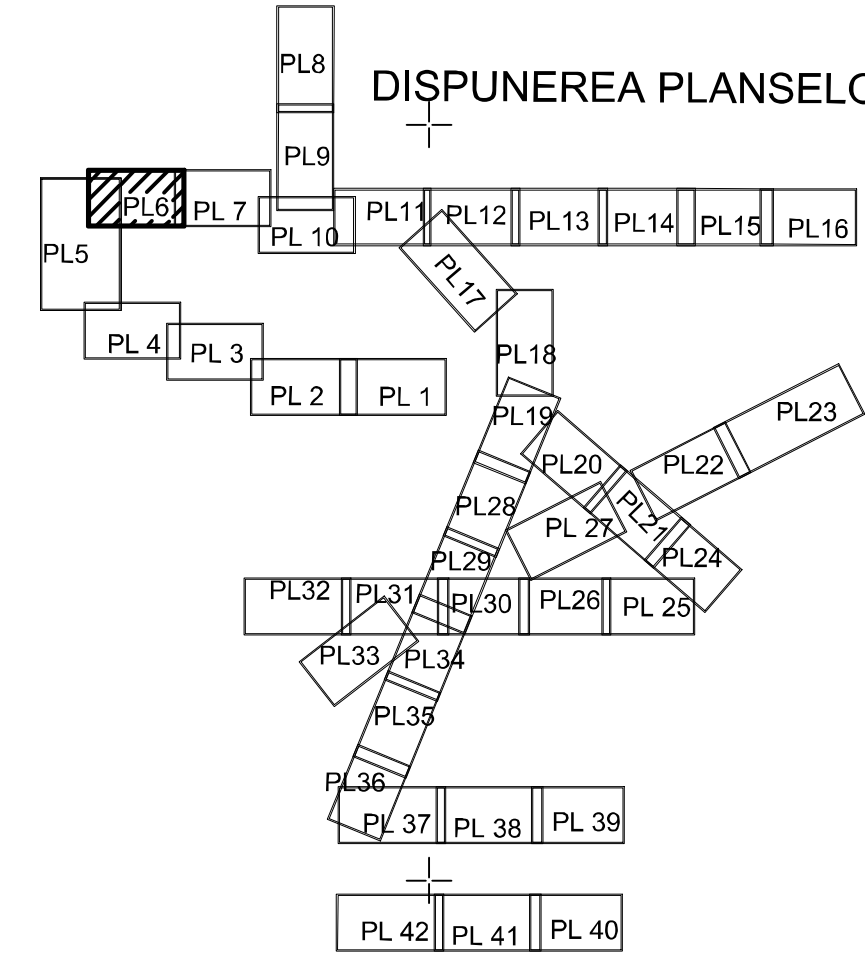 PL8
DISPUNEREA PLANSELO
PL9
PL6 PL 7
PL 10 PL11 PL12 PL13 PL14 PL15 PL16
PL5
PL17
PL 4 PL 3
PL18
PL 2 PL 1
PL19 PL23
PL20 PL22
PL28 PL21
PL 27
PL29 PL24
PL32 PL31 PL30 PL26 PL 25
PL33 PL34
PL35
PL36
PL 37 PL 38 PL 39
PL 42 PL 41 PL 40